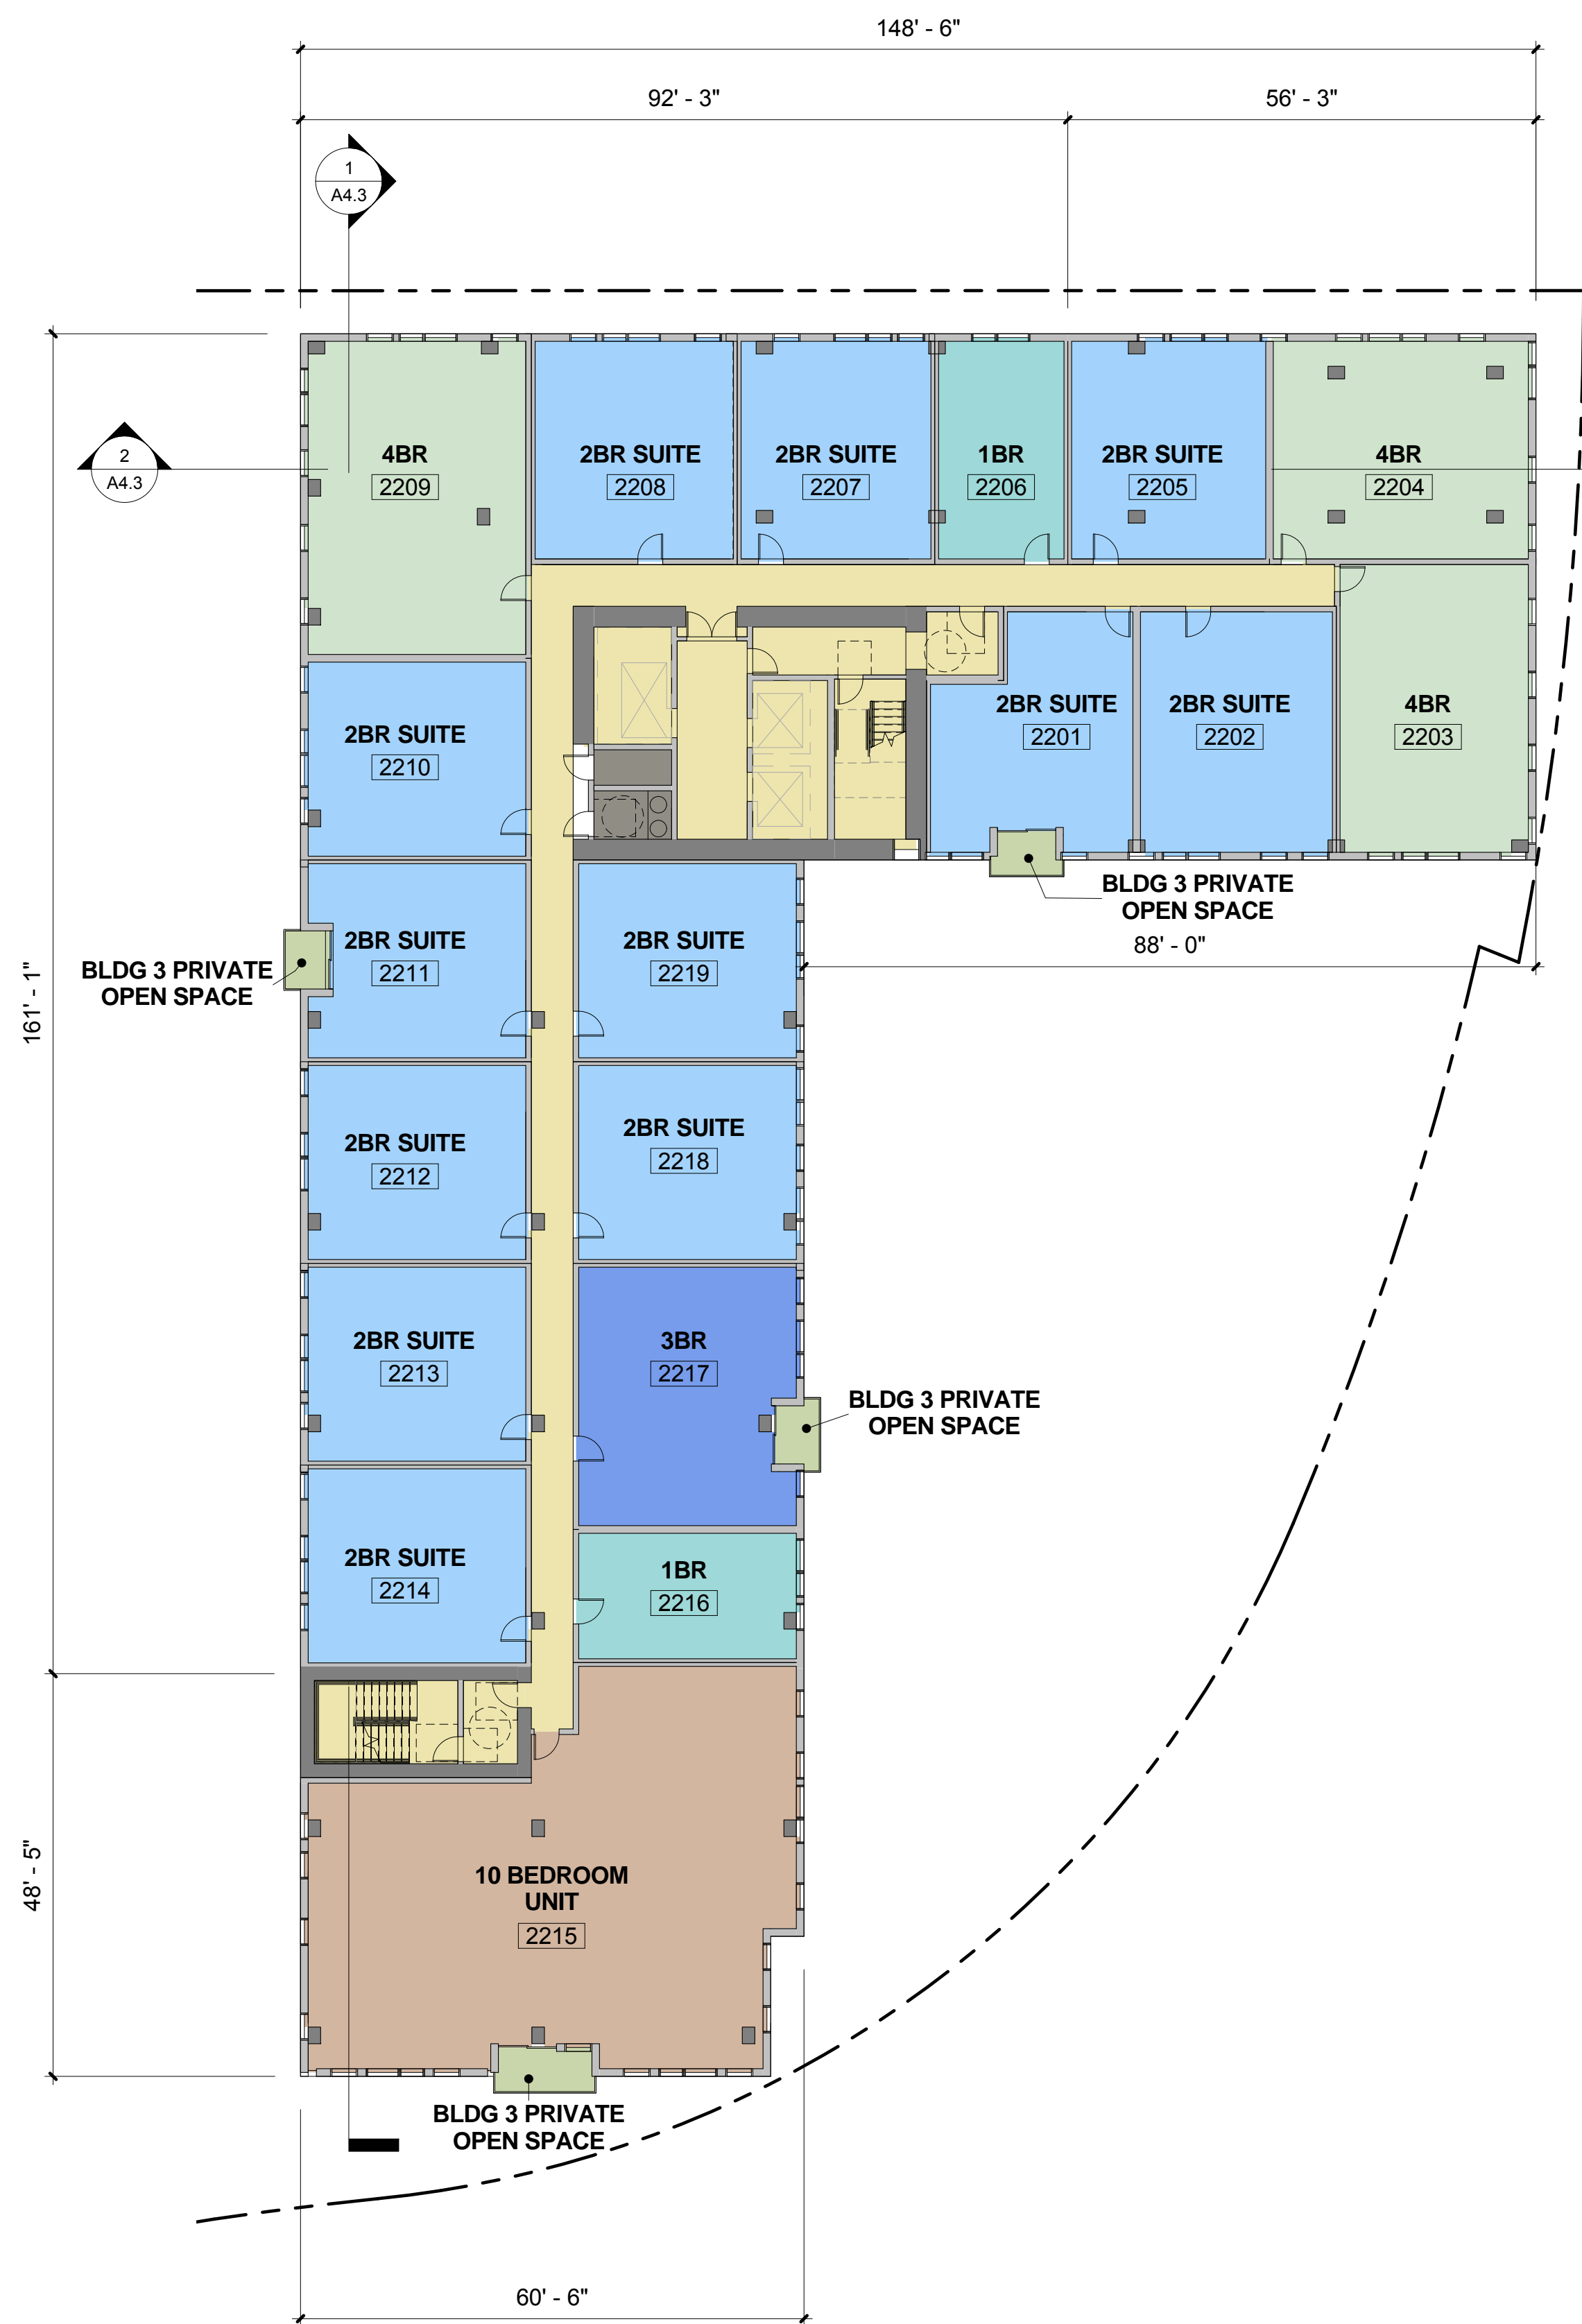 148' - 6"
92' - 3"
56' - 3"
1
A4.3
2
A4.3
4BR
2209
2BR SUITE
2208
2BR SUITE
2207
1BR
2206
2BR SUITE
2205
4BR
2204
2BR SUITE
2210
2BR SUITE
2201
2BR SUITE
2202
4BR
2203
BLDG 3 PRIVATE
OPEN SPACE
88' - 0"
BLDG 3 PRIVATE
OPEN SPACE
2BR SUITE
2211
2BR SUITE
2219
161' - 1"
2BR SUITE
2212
2BR SUITE
2218
2BR SUITE
2213
3BR
2217
BLDG 3 PRIVATE
OPEN SPACE
2BR SUITE
2214
1BR
2216
48' - 5"
10 BEDROOM
UNIT
2215
BLDG 3 PRIVATE
OPEN SPACE
60' - 6"